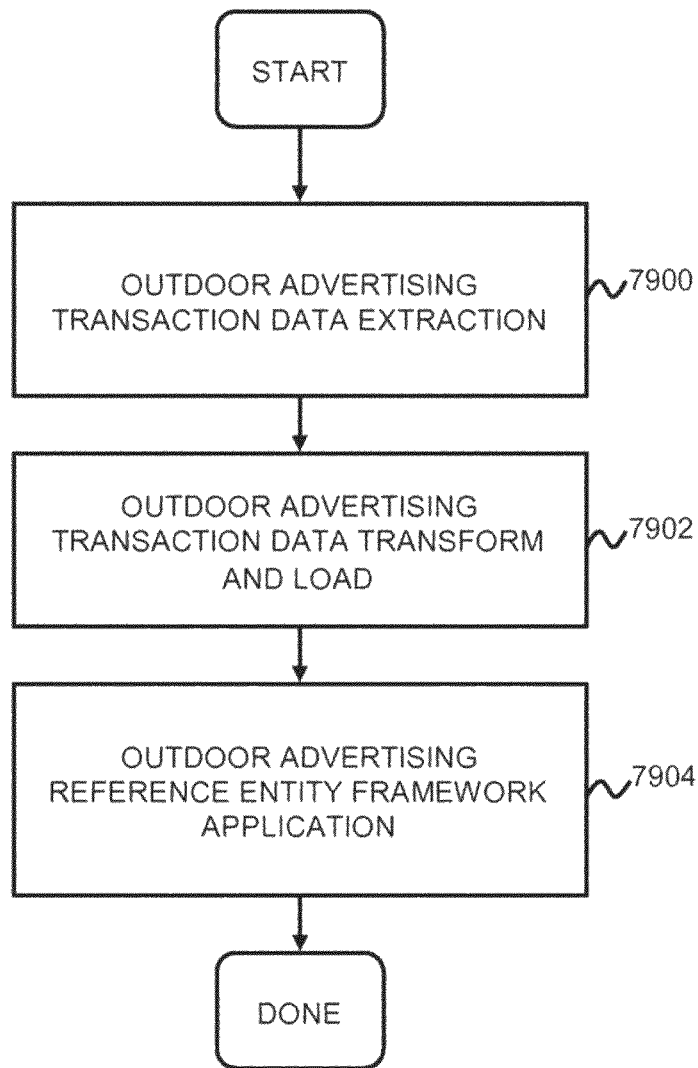 START
OUTDOOR ADVERTISING
TRANSACTION DATA EXTRACTION
7900
OUTDOOR ADVERTISING
TRANSACTION DATA TRANSFORM
AND LOAD
7902
OUTDOOR ADVERTISING
REFERENCE ENTITY FRAMEWORK
APPLICATION
7904
DONE